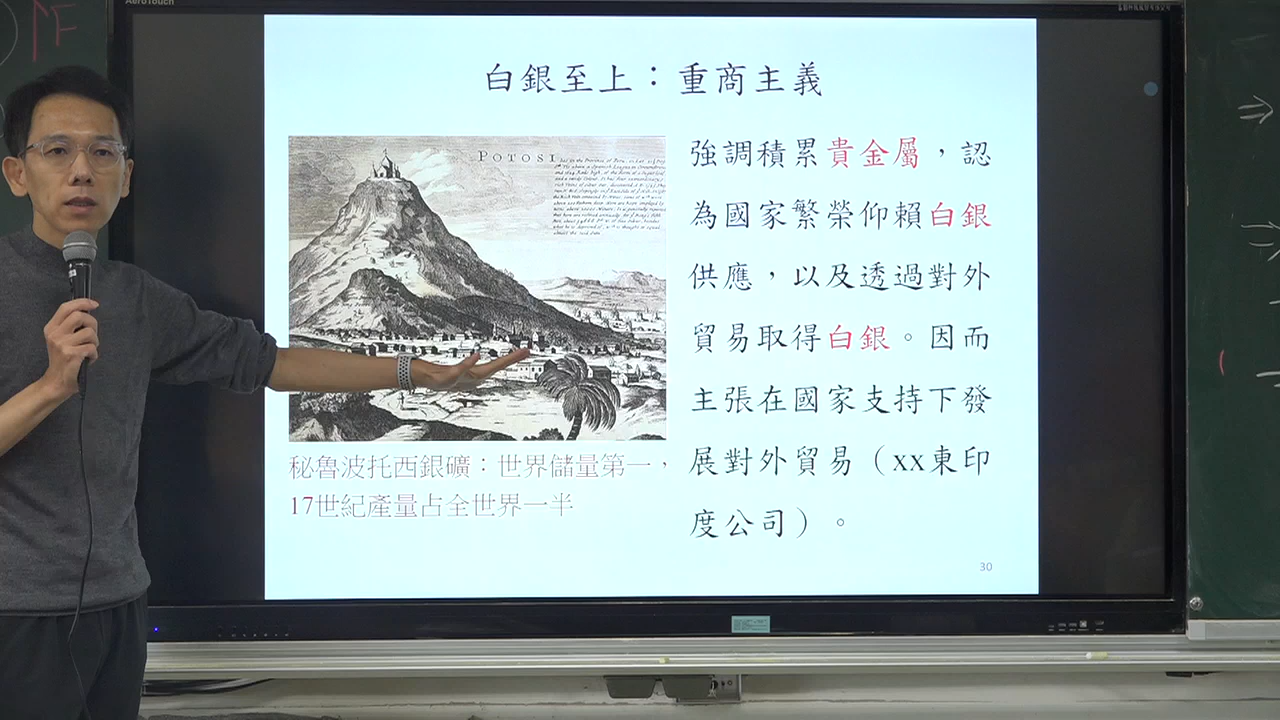 AeroTouch
F
白銀至上：重商主義
POTOSI
強調積累貴金屬，認
為國家繁榮仰賴白銀
供應，以及透過對外
貿易取得白銀。因而
主張在國家支持下發
展對外貿易（xx東印
度公司）。
秘魯波托西銀礦：世界儲量第一，
17世紀產量占全世界一半
30